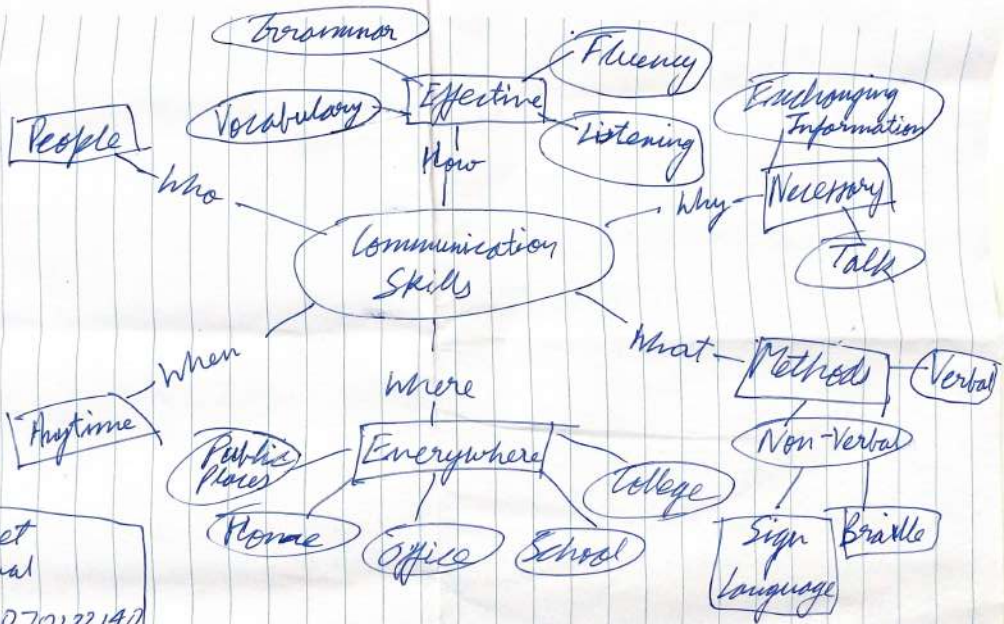 Grammar
Fluency
Effective
Vocabulary
Listening
Exchanging
Information
People
How
Who
Why
Necessary
Talk
Communication
Skills
When
Where
What
Methods
Verbal
Anytime
Everywhere
Non-Verbal
Public
Places
College
Home
Office
School
Sign
Language
Braille